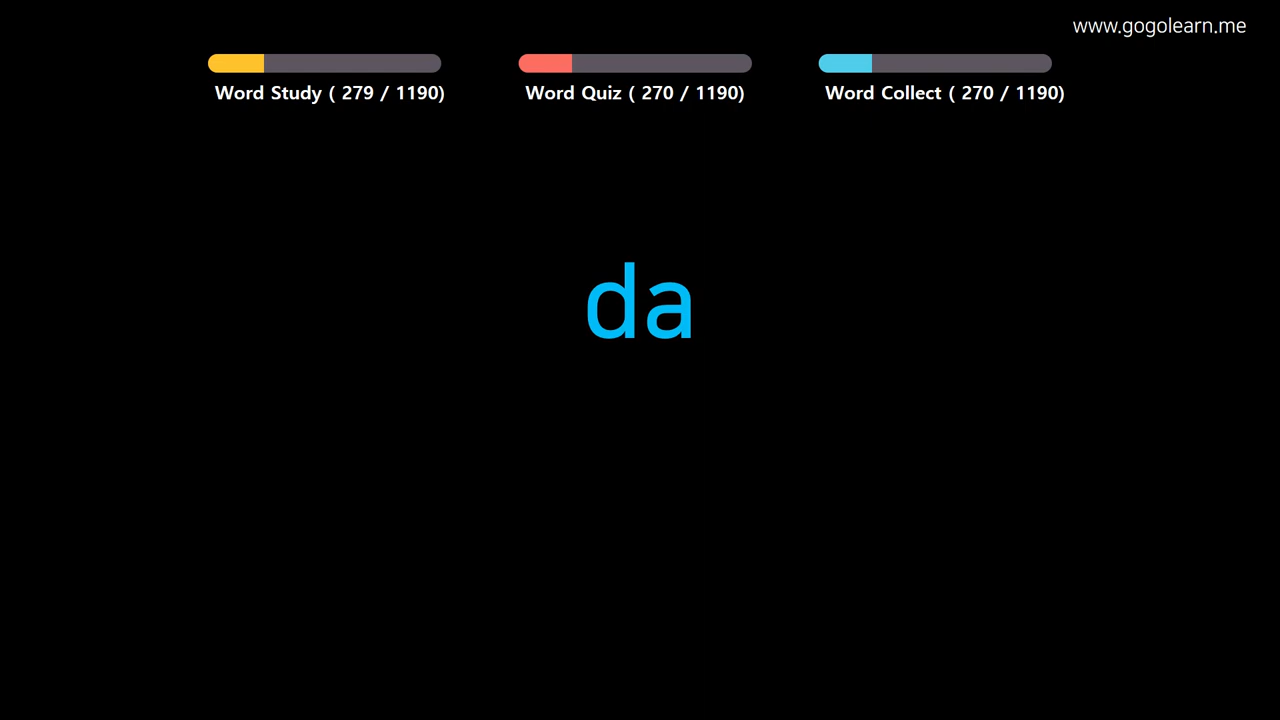 www.gogolearn.me
Word Study ( 279 / 1190)
Word Quiz ( 270 / 1190)
Word Collect ( 270 / 1190)
da